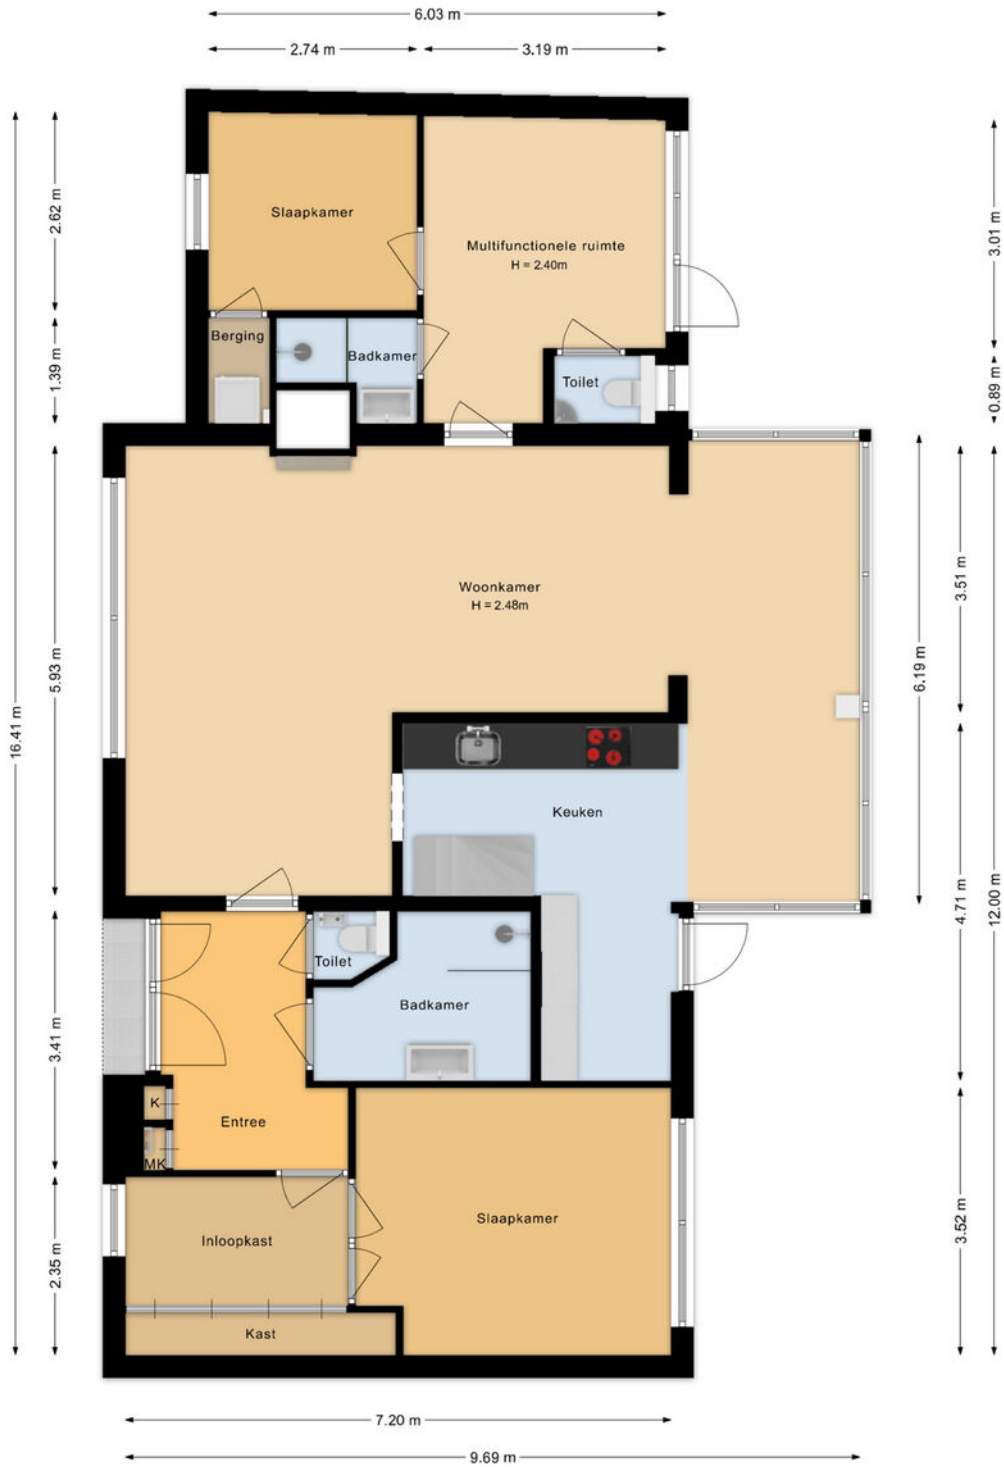 6.03 m
2.74 m
3.19 m
Slaapkamer
Multifunctionele ruimte
H = 2.40m
2.62 m
3.01 m
Berging
Badkamer
Toilet
1.39 m
0.89 m
Woonkamer
H = 2.48m
16.41 m
5.93 m
3.51 m
6.19 m
Keuken
Toilet
Badkamer
4.71 m
12.00 m
3.41 m
K
Entree
MK
Slaapkamer
Inloopkast
2.35 m
3.52 m
Kast
7.20 m
9.69 m